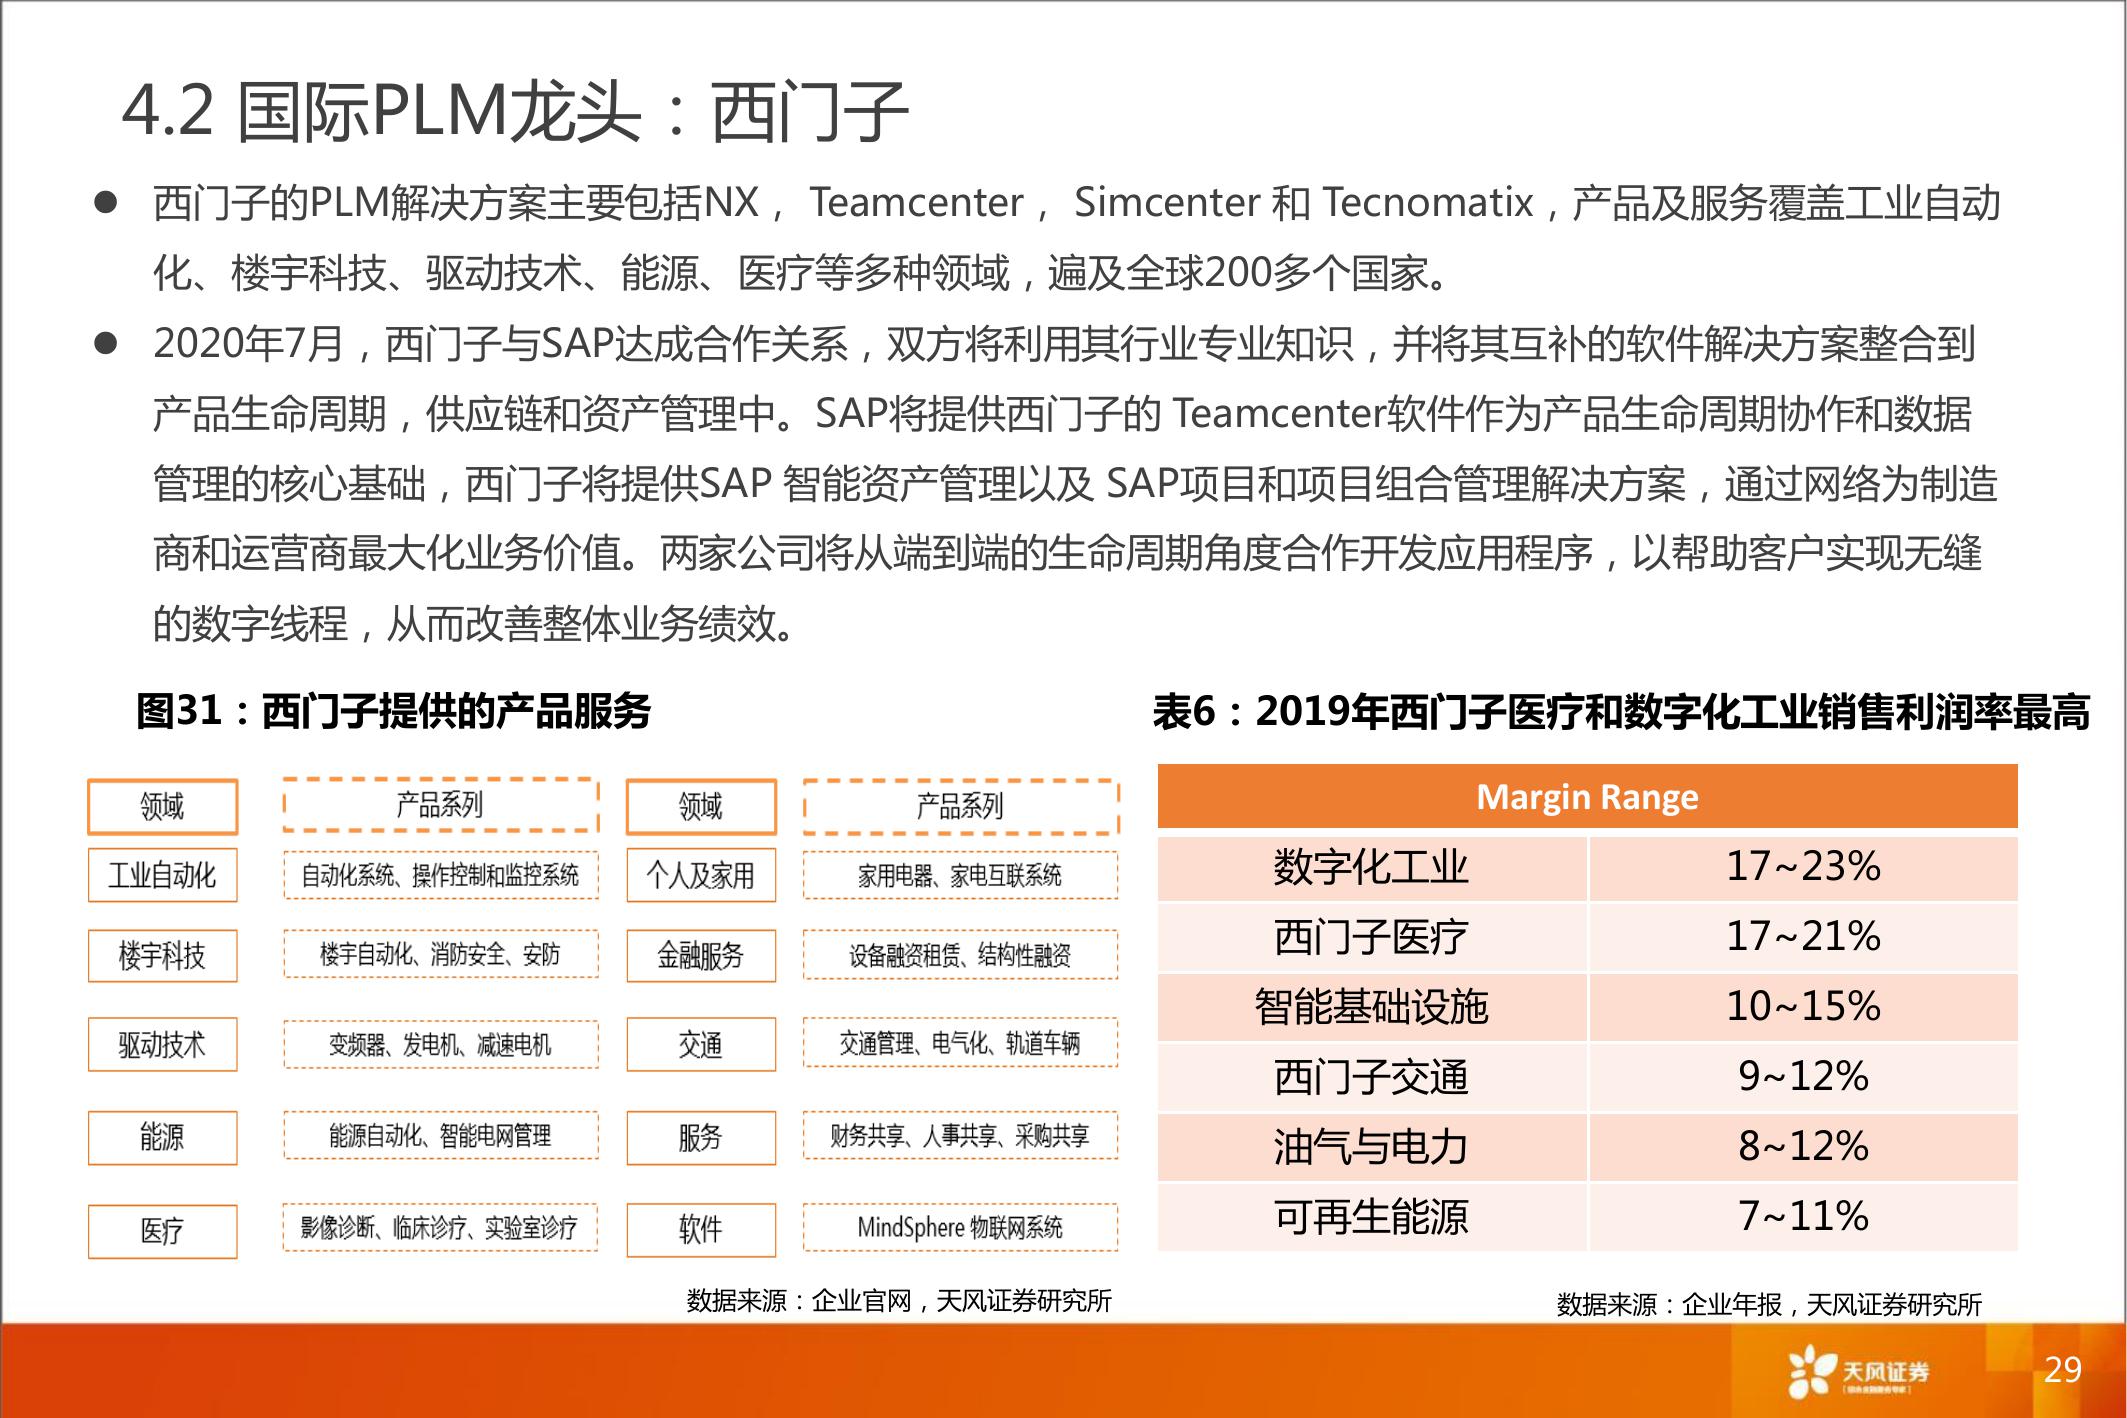 4.2 国际PLM龙头：西门子
● 西门子的PLM解决方案主要包括NX， Teamcenter， Simcenter 和 Tecnomatix，产品及服务覆盖工业自动
化、楼宇科技、驱动技术、能源、医疗等多种领域，遍及全球200多个国家。
● 2020年7月，西门子与SAP达成合作关系，双方将利用其行业专业知识，并将其互补的软件解决方案整合到
产品生命周期，供应链和资产管理中。SAP将提供西门子的 Teamcenter软件作为产品生命周期协作和数据
管理的核心基础，西门子将提供SAP 智能资产管理以及 SAP项目和项目组合管理解决方案，通过网络为制造
商和运营商最大化业务价值。两家公司将从端到端的生命周期角度合作开发应用程序，以帮助客户实现无缝
的数字线程，从而改善整体业务绩效。
图31：西门子提供的产品服务
领域 产品系列 领域 产品系列
工业自动化 自动化系统、操作控制和监控系统 个人及家用 家用电器、家电互联系统
楼宇科技 楼宇自动化、消防安全、安防 金融服务 设备融资租赁、结构性融资
驱动技术 变频器、发电机、减速电机 交通 交通管理、电气化、轨道车辆
能源 能源自动化、智能电网管理 服务 财务共享、人事共享、采购共享
医疗 影像诊断、临床诊疗、实验室诊疗 软件 MindSphere 物联网系统
数据来源：企业官网，天风证券研究所
表6：2019年西门子医疗和数字化工业销售利润率最高
Margin Range
数字化工业 17~23%
西门子医疗 17~21%
智能基础设施 10~15%
西门子交通 9~12%
油气与电力 8~12%
可再生能源 7~11%
数据来源：企业年报，天风证券研究所
天风证券
29